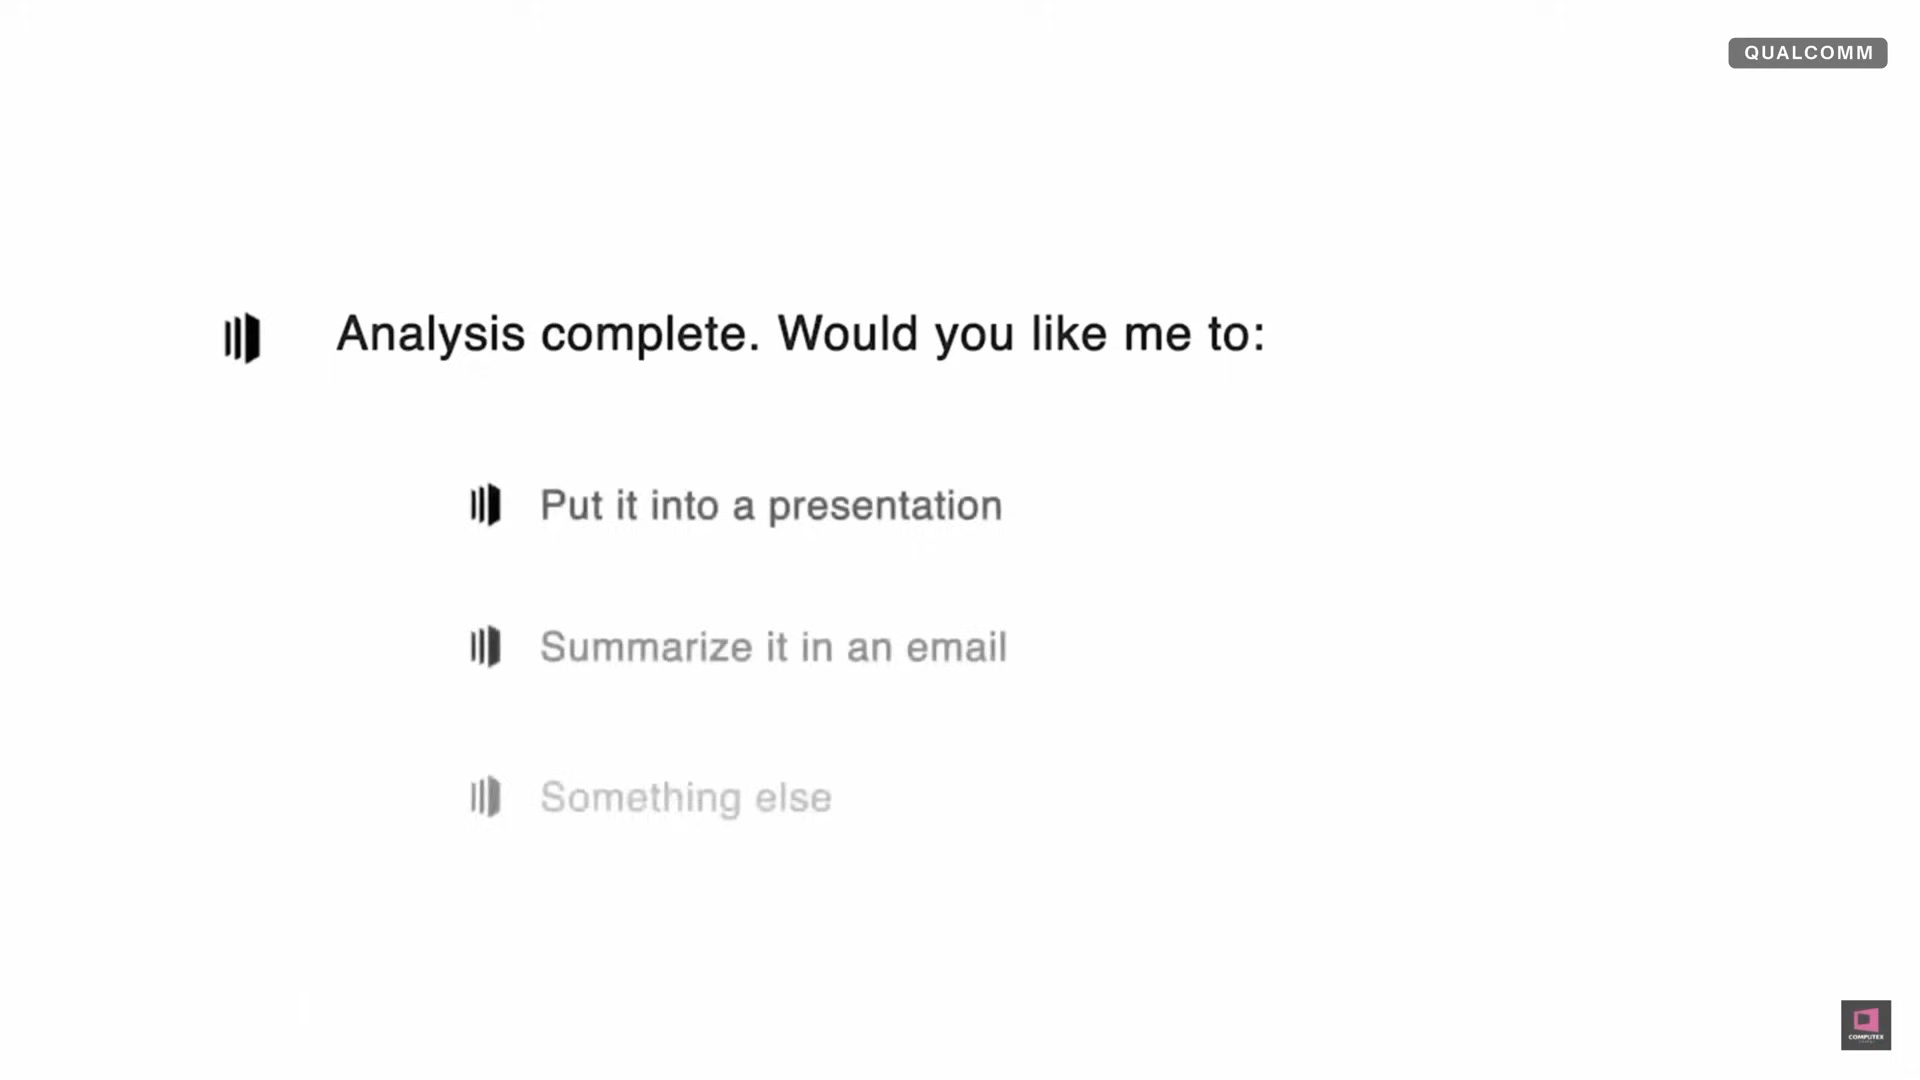 QUALCOMM
Analysis complete. Would you like me to:
Put it into a presentation
Summarize it in an email
Something else
COMPUTEX